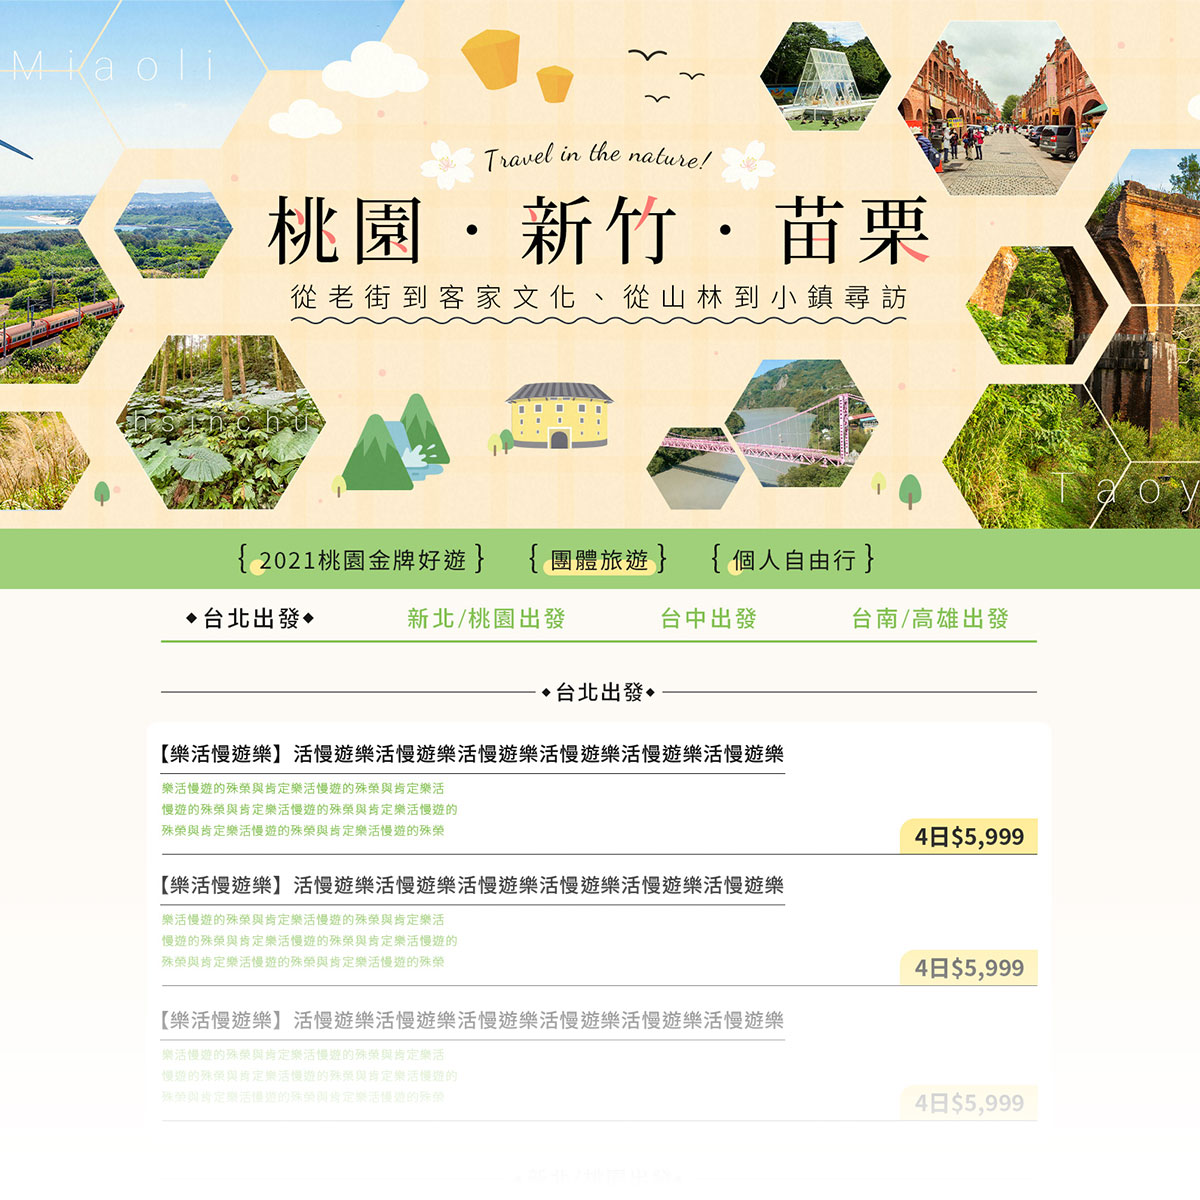 Miaoli
Travel in the nature!
桃園・新竹・苗栗
從老街到客家文化、從山林到小鎮尋訪
hsinchu
Taoy
{ 2021桃園金牌好遊 } { 團體旅遊 } { 個人自由行 }
◆台北出發◆ 新北/桃園出發 台中出發 台南/高雄出發
◆台北出發◆
【樂活慢遊樂】活慢遊樂活慢遊樂活慢遊樂活慢遊樂活慢遊樂活慢遊樂
樂活慢遊的殊榮與肯定樂活慢遊的殊榮與肯定樂活
慢遊的殊榮與肯定樂活慢遊的殊榮與肯定樂活慢遊的
殊榮與肯定樂活慢遊的殊榮與肯定樂活慢遊的殊榮
4日$5,999
【樂活慢遊樂】活慢遊樂活慢遊樂活慢遊樂活慢遊樂活慢遊樂活慢遊樂
樂活慢遊的殊榮與肯定樂活慢遊的殊榮與肯定樂活
慢遊的殊榮與肯定樂活慢遊的殊榮與肯定樂活慢遊的
殊榮與肯定樂活慢遊的殊榮與肯定樂活慢遊的殊榮
4日$5,999
【樂活慢遊樂】活慢遊樂活慢遊樂活慢遊樂活慢遊樂活慢遊樂活慢遊樂
樂活慢遊的殊榮與肯定樂活慢遊的殊榮與肯定樂活
慢遊的殊榮與肯定樂活慢遊的殊榮與肯定樂活慢遊的
殊榮與肯定樂活慢遊的殊榮與肯定樂活慢遊的殊榮
4日$5,999
◆新北/桃園出發◆